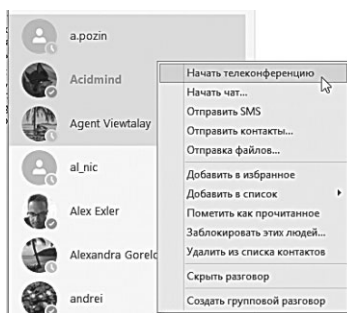 a.pozin
Acidmind
Agent Viewtalay
al_nic
Alex Exler
Alexandra Gorelo
andrei
Начать телеконференцию
Начать чат...
Отправить SMS
Отправить контакты...
Отправка файлов...
Добавить в избранное
Добавить в список
Пометить как прочитанное
Заблокировать этих людей...
Удалить из списка контактов
Скрыть разговор
Создать групповой разговор